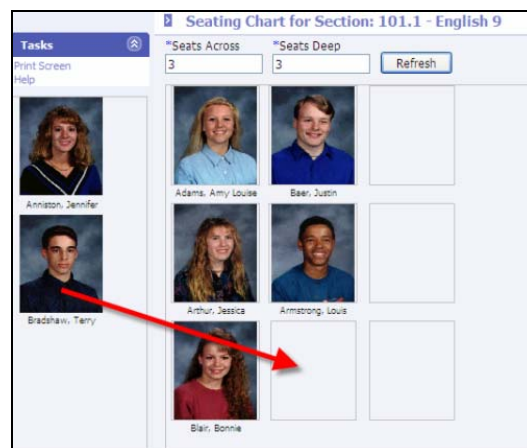 Seating Chart for Section: 101.1 - English 9
Tasks
Print Screen
Help
*Seats Across
*Seats Deep
3
3
Refresh
Anniston, Jennifer
Bradshaw, Terry
Adams, Amy Louise
Baer, Justin
Arthur, Jessica
Armstrong, Louis
Blair, Bonnie